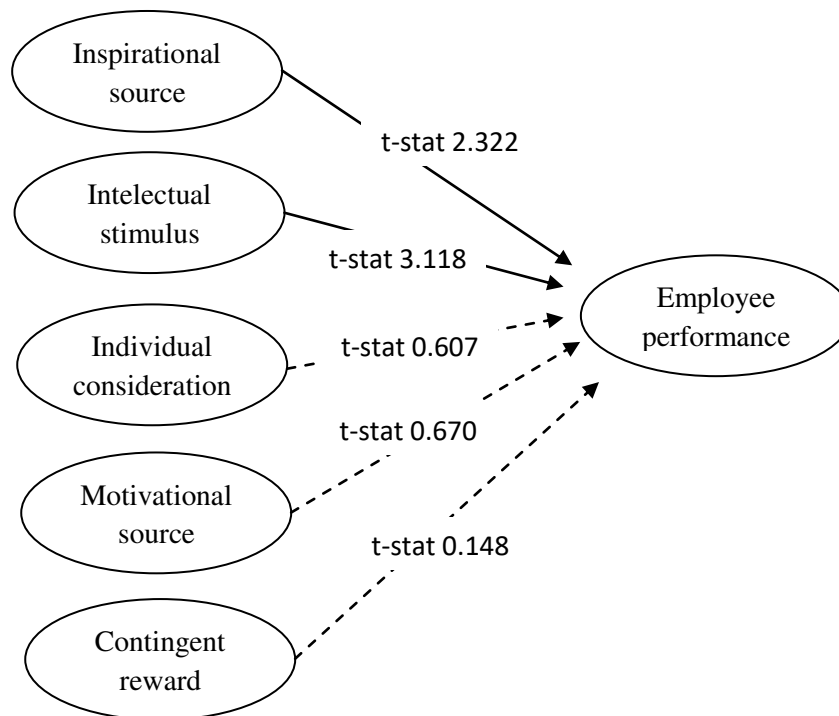 Inspirational
source
t-stat 2.322
Intelectual
stimulus
t-stat 3.118
Employee
performance
Individual
consideration
t-stat 0.607
t-stat 0.670
Motivational
source
t-stat 0.148
Contingent
reward